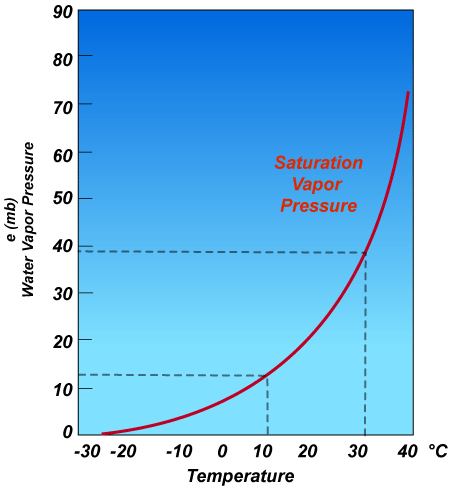 90
80
70
60
50
40
30
20
10
0
e (mb)
Water Vapor Pressure
Saturation
Vapor
Pressure
-30 -20 -10 0 10 20 30 40 °C
Temperature